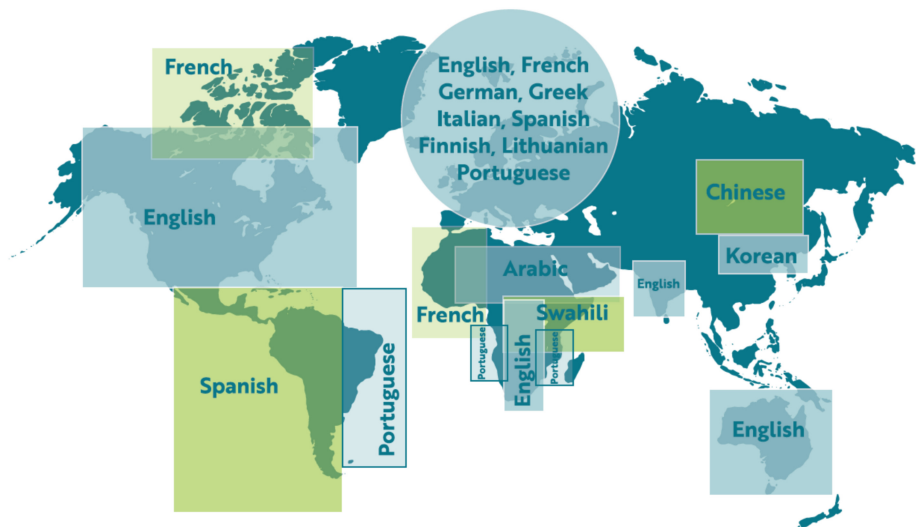 French
English, French
German, Greek
Italian, Spanish
Finnish, Lithuanian
Portuguese
Chinese
English
Korean
Arabic
English
French
Swahili
Portuguese
English
Portuguese
Spanish
Portuguese
English